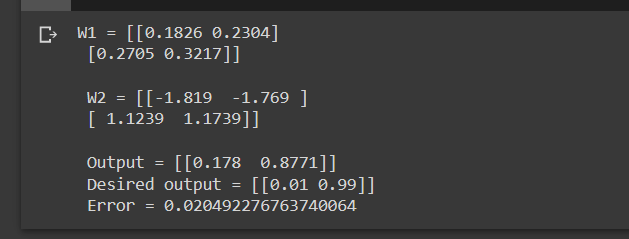 W1 = [[0.1826 0.2304]
[0.2705 0.3217]]
W2 = [[-1.819  -1.769 ]
[ 1.1239  1.1739]]
Output = [[0.178  0.8771]]
Desired output = [[0.01 0.99]]
Error = 0.020492276763740064